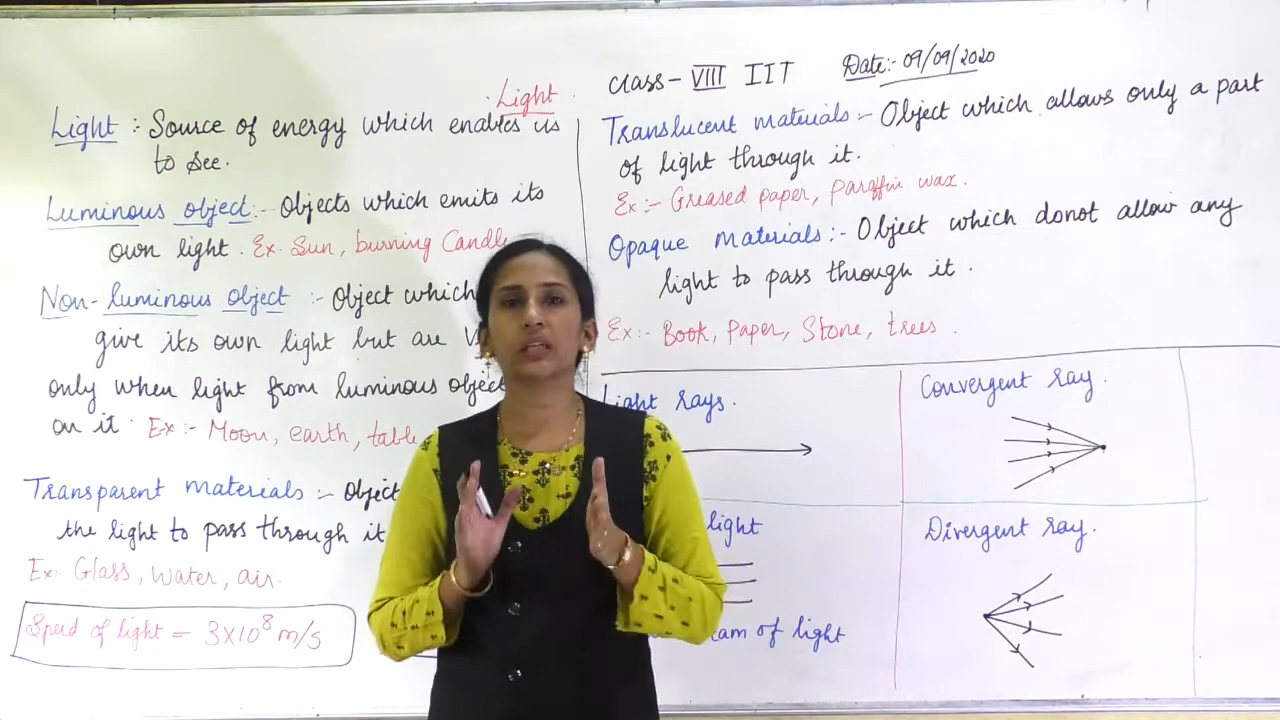 Light
Class- VIII IIT Date:- 09/09/2020
Light : Source of energy which enables us
to see.
Luminous object:- Objects which emits its
own light. Ex. Sun, burning Candle
Non-luminous object :- Object which
give its own light but are
only when light from luminous object
on it. Ex :- Moon, earth, table
Transparent materials :- Object
the light to pass through it
Ex. Glass, water, air.
Speed of light = 3x10⁸ m/s
Translucent materials :- Object which allows only a part
of light through it.
Ex :- Greased paper, Paraffin wax.
Opaque materials :- Object which donot allow any
light to pass through it.
Ex :- Book, Paper, Stone, trees.
Light rays.
Convergent ray.
light
am of light
Divergent ray.